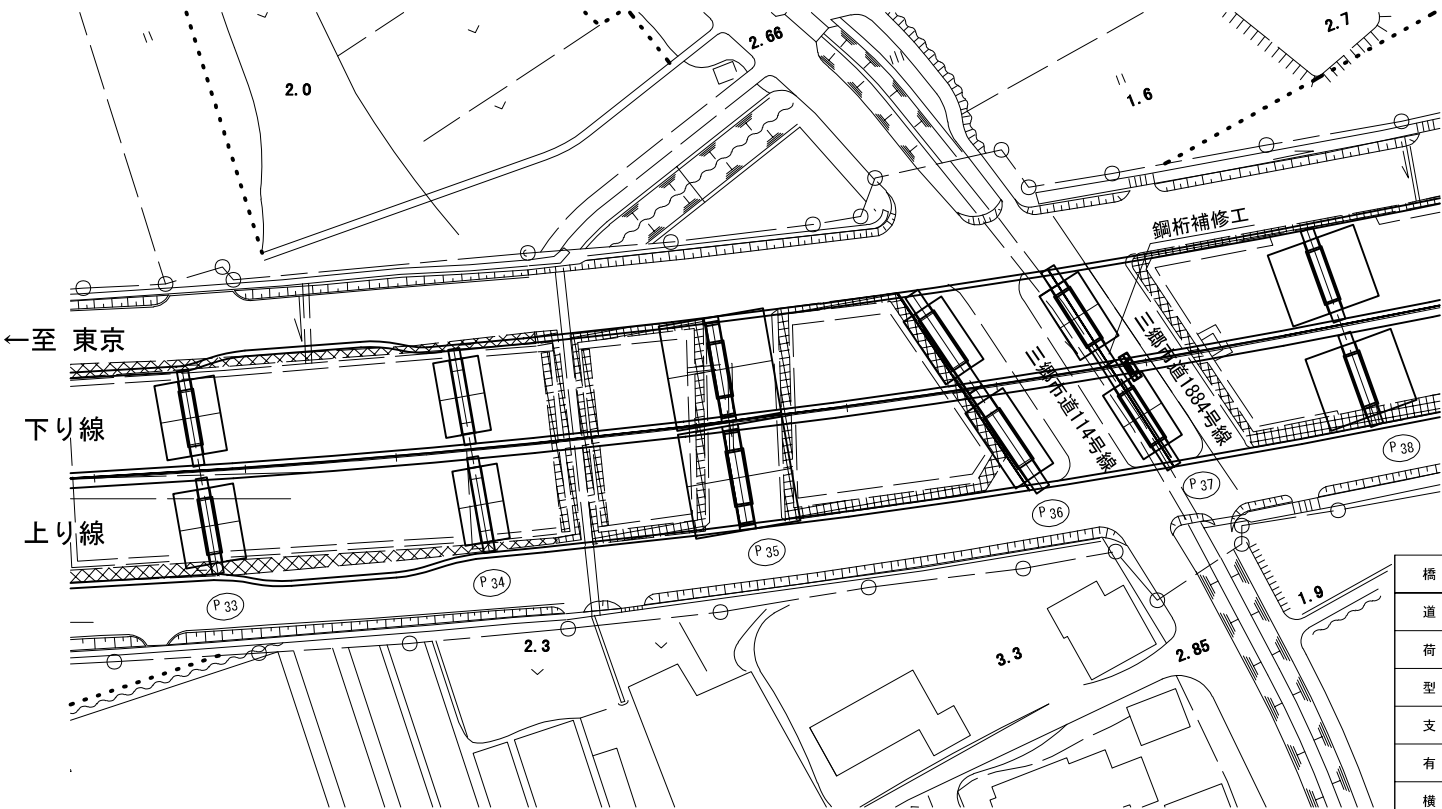 2.66
2.7
2.0
1.6
鋼桁補修工
←至 東京
三郷市道114号線
三郷市道1884号線
下り線
上り線
P38
P37
P36
P35
P34
P33
橋
道
荷
型
支
有
横
1.9
2.3
3.3
2.85